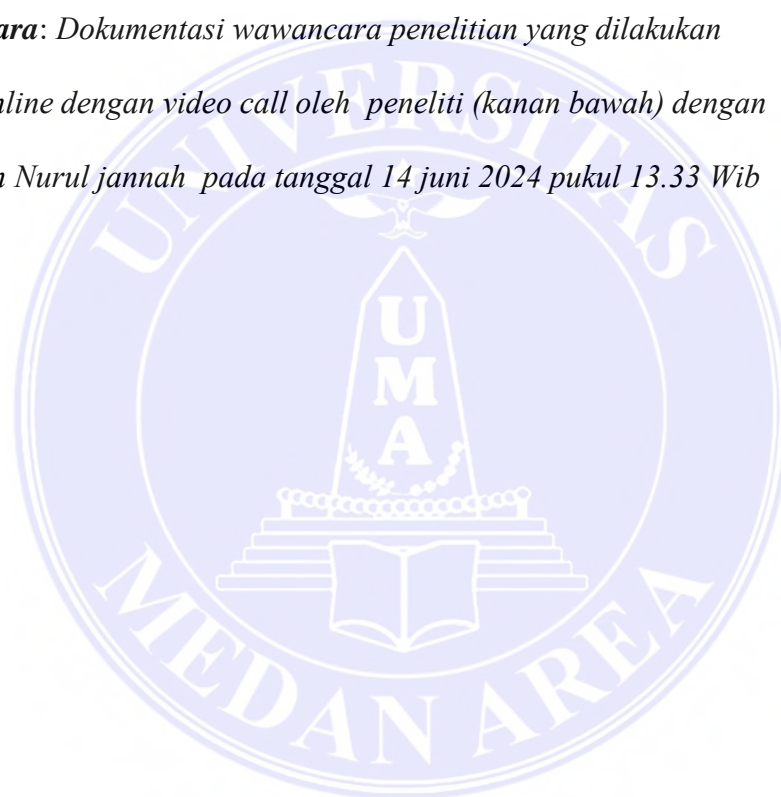 ara: Dokumentasi wawancara penelitian yang dilakukan
nline dengan video call oleh peneliti (kanan bawah) dengan
n Nurul jannah pada tanggal 14 juni 2024 pukul 13.33 Wib
UNIVERSITAS
U
M
A
MEDAN AREA